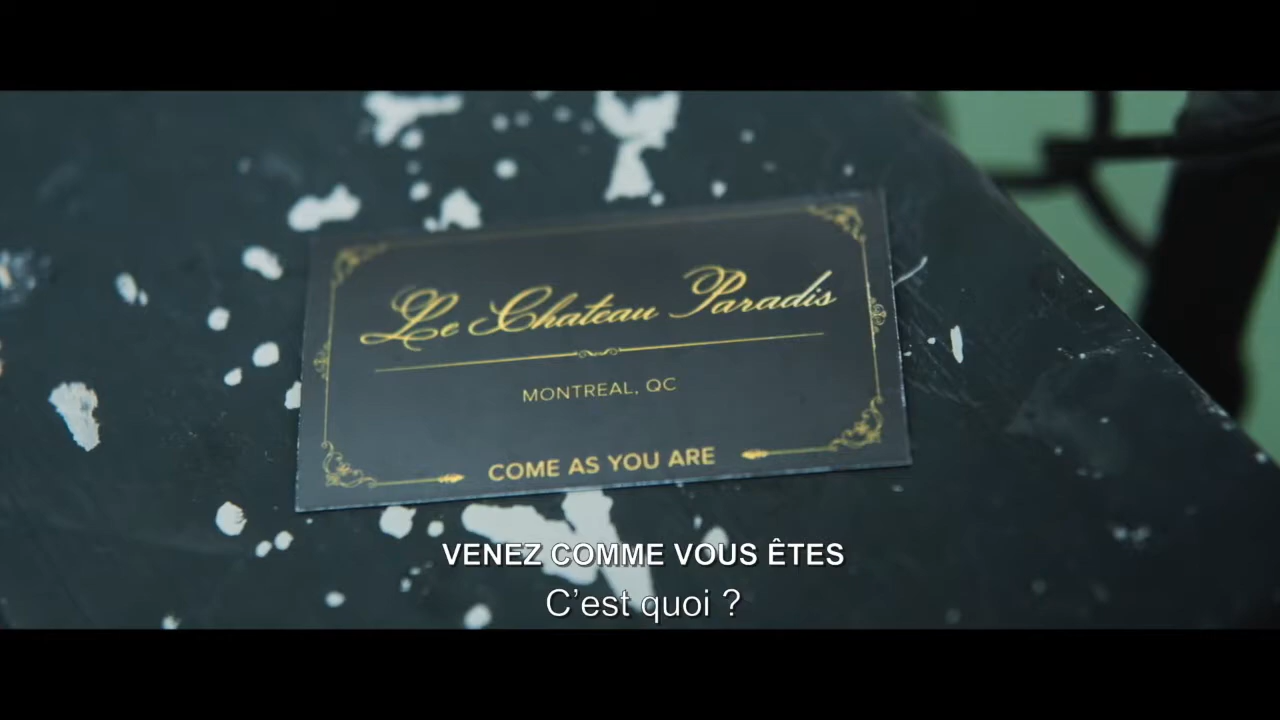 Le Chateau Paradis
MONTREAL, QC
COME AS YOU ARE
VENEZ COMME VOUS ÊTES
C'est quoi ?